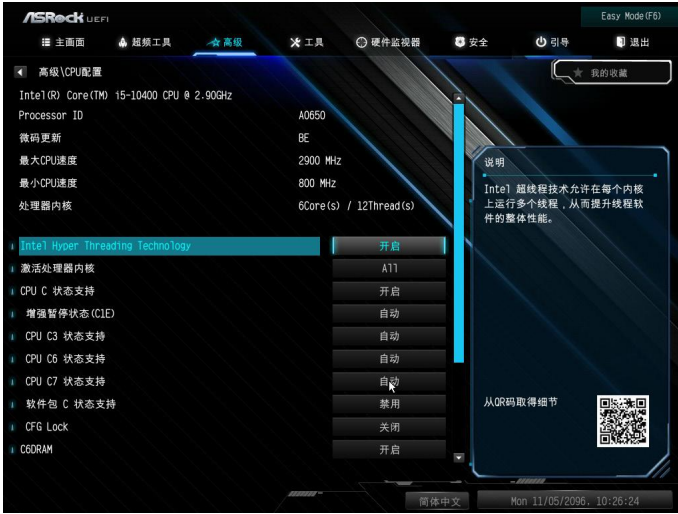 ASRock UEFI
Easy Mode(F6)
主画面 超频工具 高级 工具 硬件监视器 安全 引导 退出
高级\CPU配置
我的收藏
Intel(R) Core(TM) i5-10400 CPU @ 2.90GHz
Processor ID A0650
微码更新 BE
最大CPU速度 2900 MHz
最小CPU速度 800 MHz
处理器内核 6Core(s) / 12Thread(s)
Intel Hyper Threading Technology 开启
激活处理器内核 All
CPU C 状态支持 开启
增强暂停状态(C1E) 自动
CPU C3 状态支持 自动
CPU C6 状态支持 自动
CPU C7 状态支持 自动
软件包 C 状态支持 禁用
CFG Lock 关闭
C6DRAM 开启
说明
Intel 超线程技术允许在每个内核
上运行多个线程，从而提升线程软
件的整体性能。
从QR码取得细节
简体中文
Mon 11/05/2096. 10:26:24